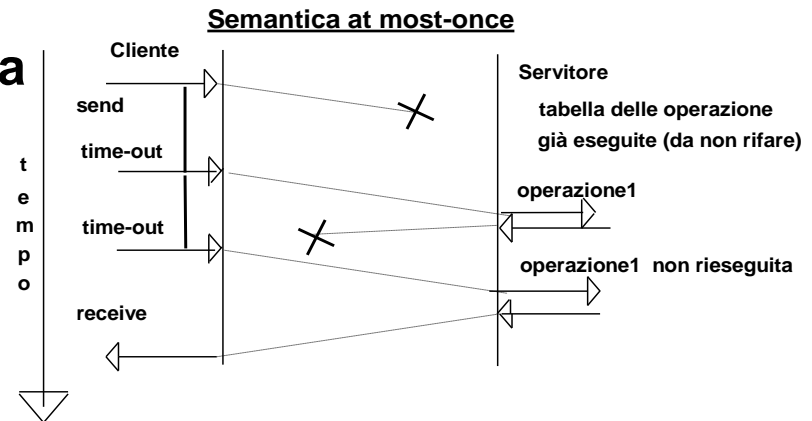 Semantica at most-once
a
Cliente
Servitore
send
tabella delle operazione
già eseguite (da non rifare)
time-out
tempo
operazione1
time-out
operazione1 non rieseguita
receive